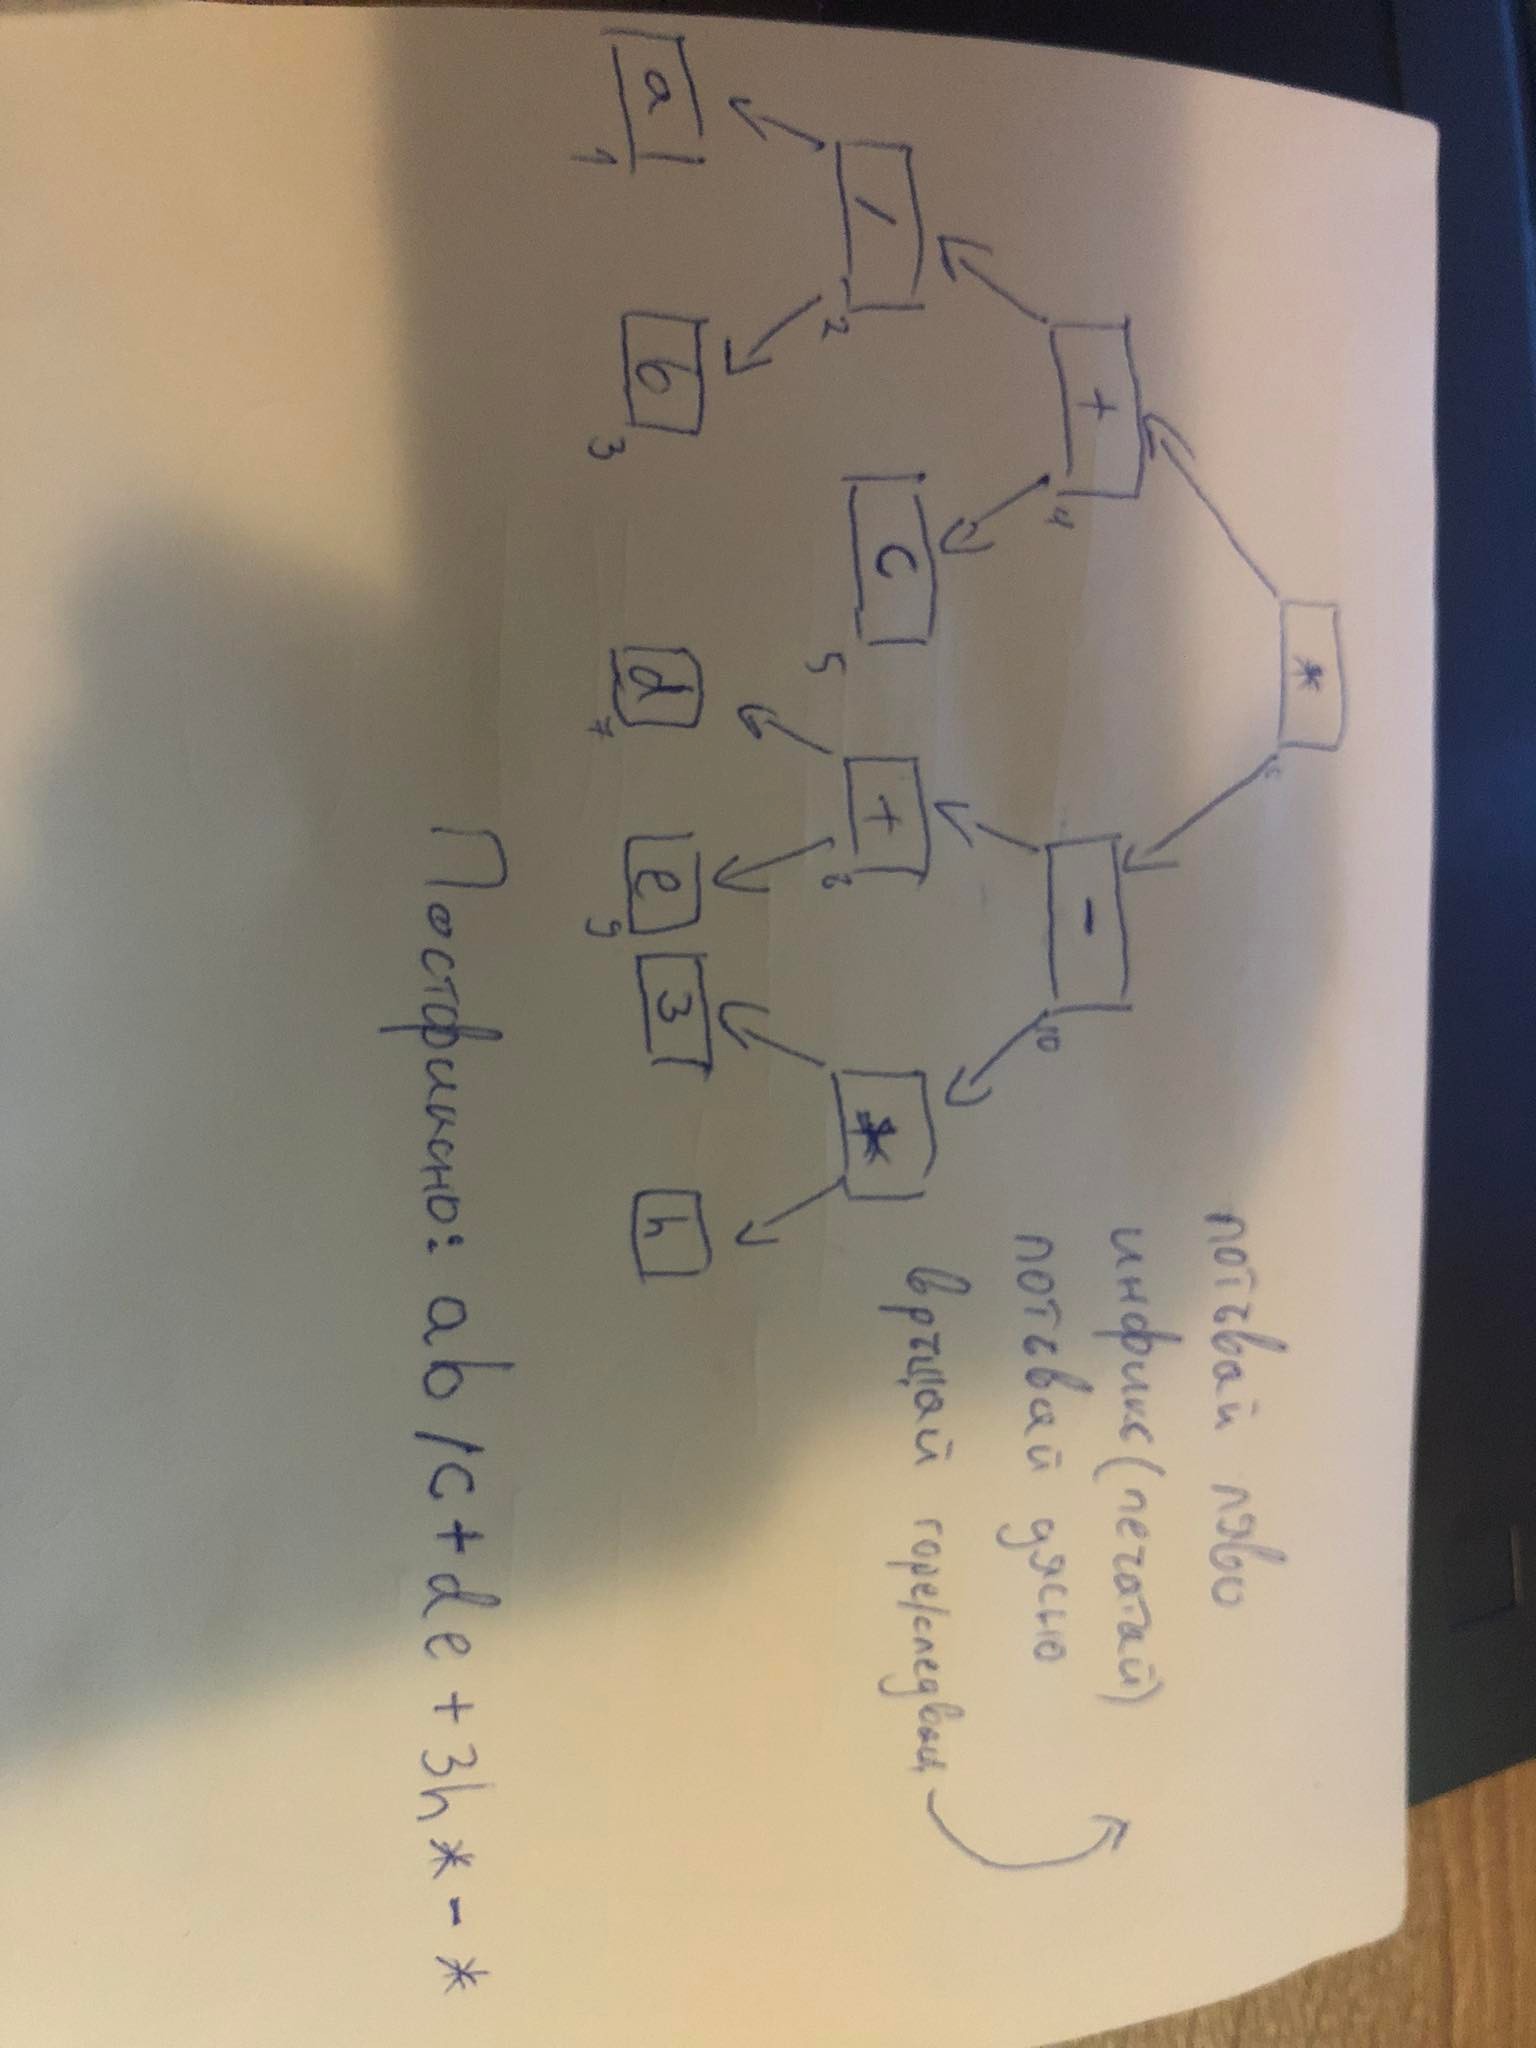 *
6
+
4
-
10
/
2
c
5
+
8
*
a
1
b
3
d
7
e
9
3
h
потъвай ляво
инфикс (печатай)
потъвай дясно
връщай горе/следващ
Постфиксно: ab/c+de+3h*-*